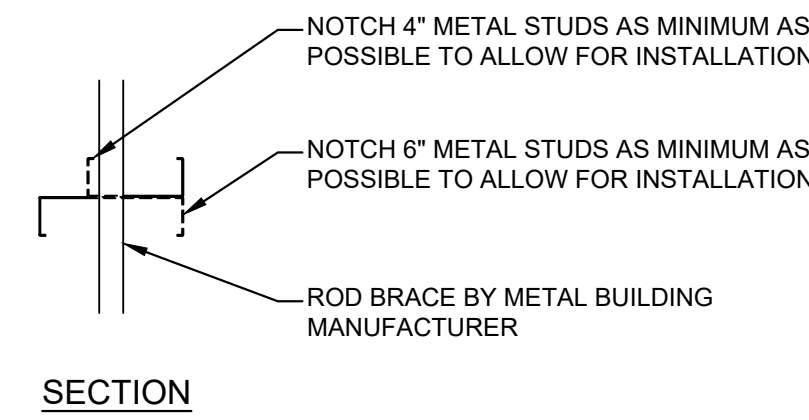 NOTCH 4" METAL STUDS AS MINIMUM AS
POSSIBLE TO ALLOW FOR INSTALLATION
NOTCH 6" METAL STUDS AS MINIMUM AS
POSSIBLE TO ALLOW FOR INSTALLATION
ROD BRACE BY METAL BUILDING
MANUFACTURER
SECTION